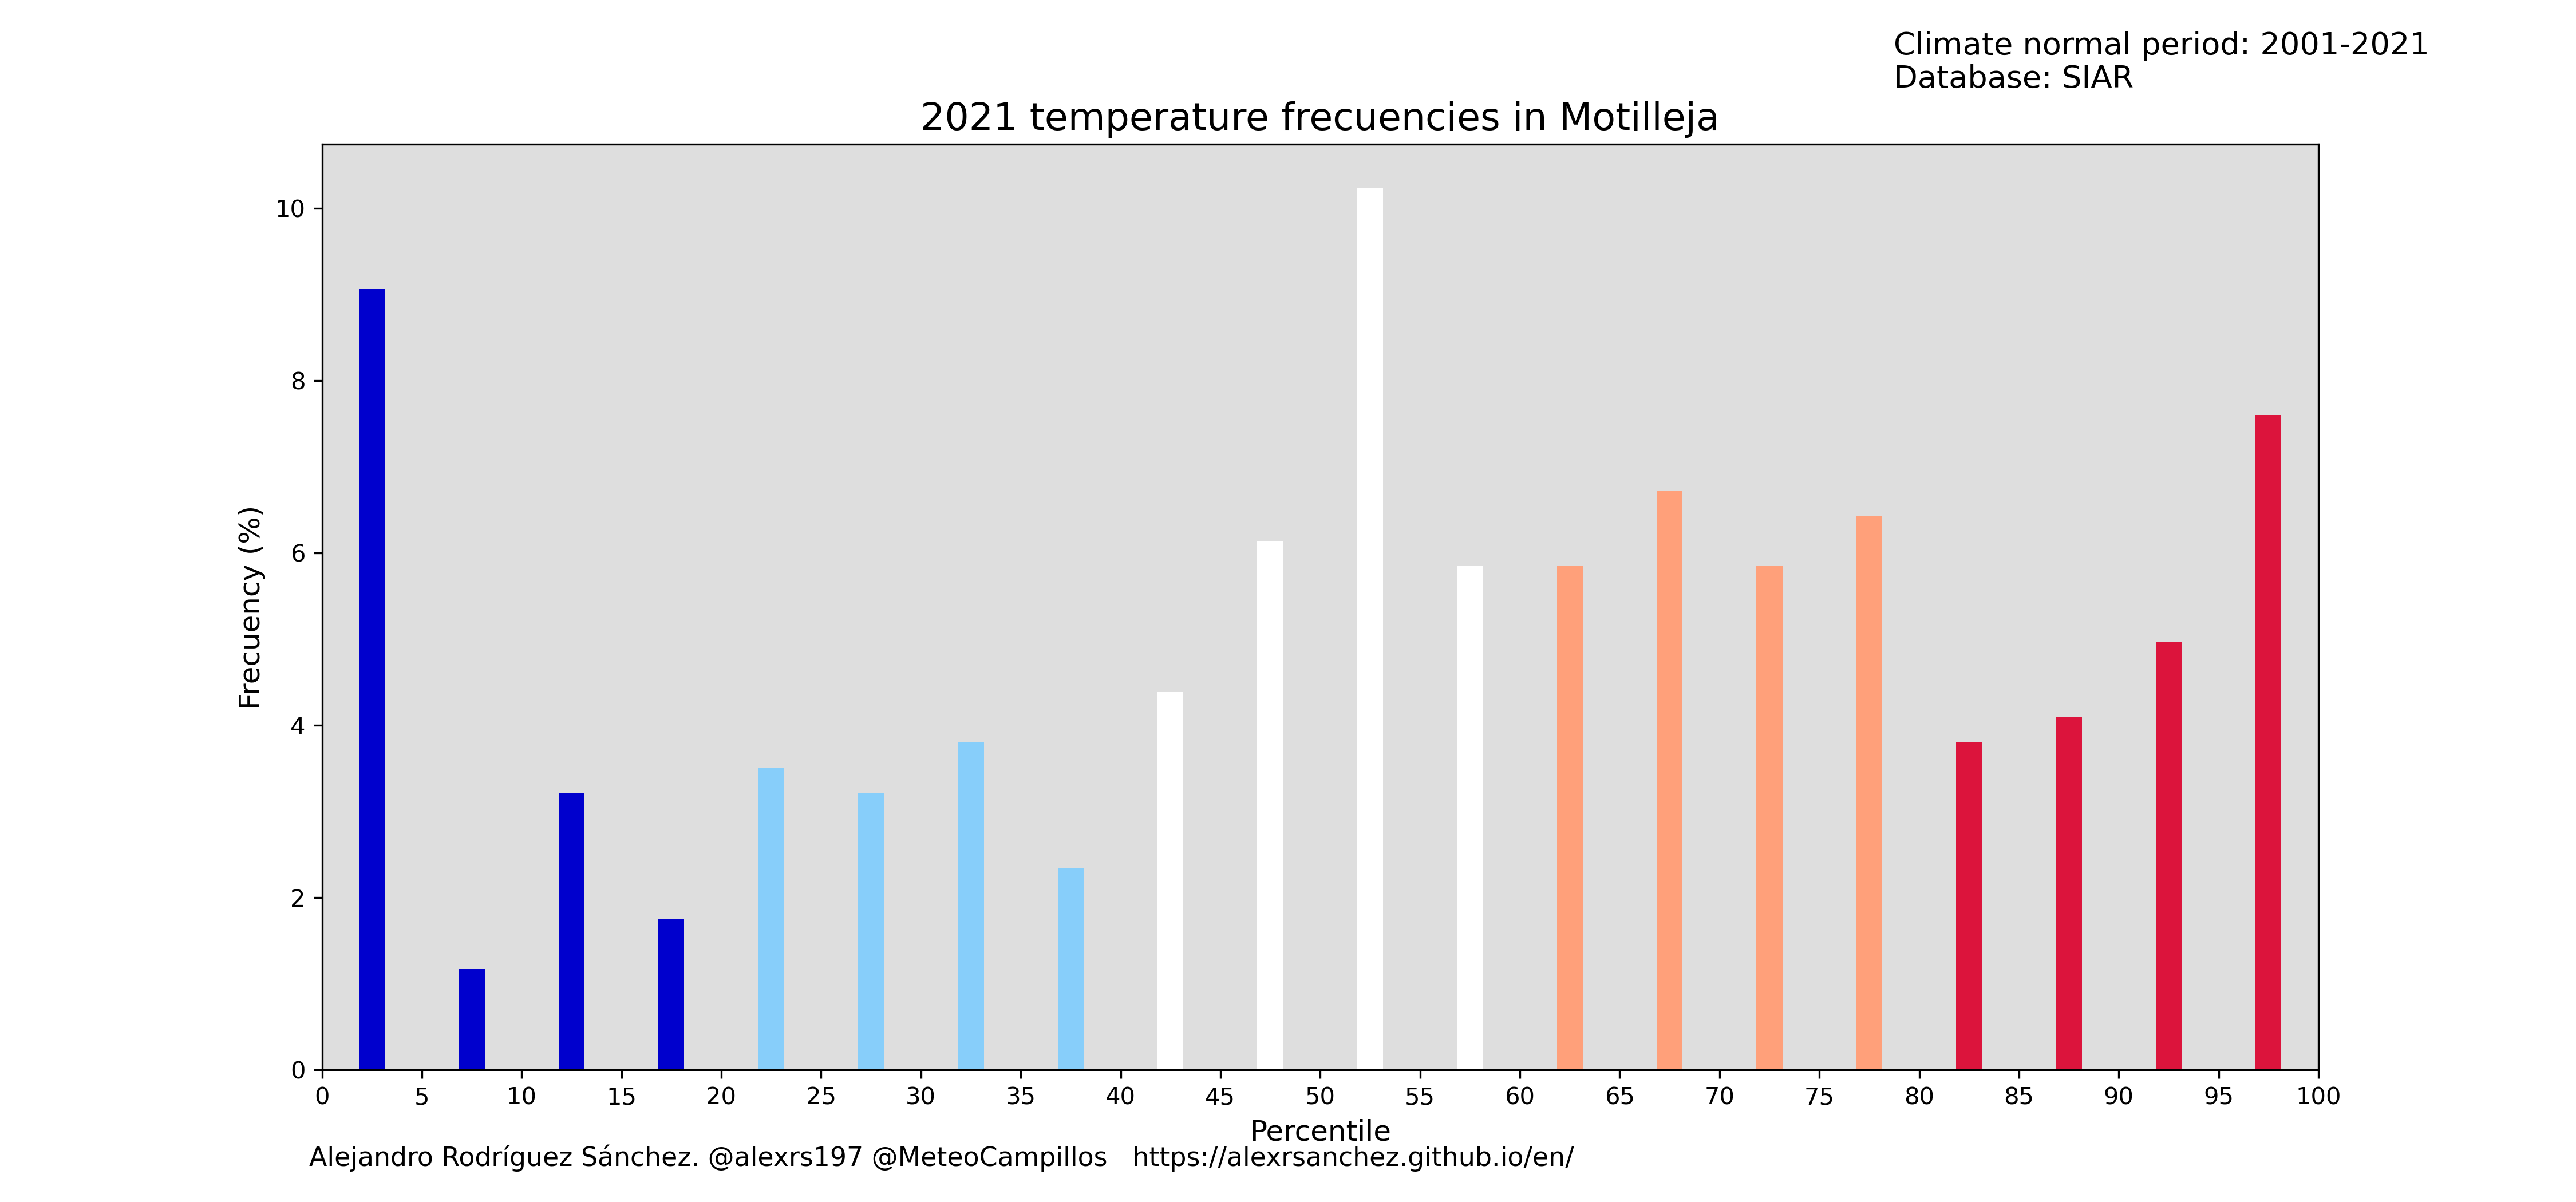 Climate normal period: 2001-2021
Database: SIAR
2021 temperature frecuencies in Motilleja
Frecuency (%)
10
8
6
4
2
0
0 5 10 15 20 25 30 35 40 45 50 55 60 65 70 75 80 85 90 95 100
Percentile
Alejandro Rodríguez Sánchez. @alexrs197 @MeteoCampillos https://alexrsanchez.github.io/en/